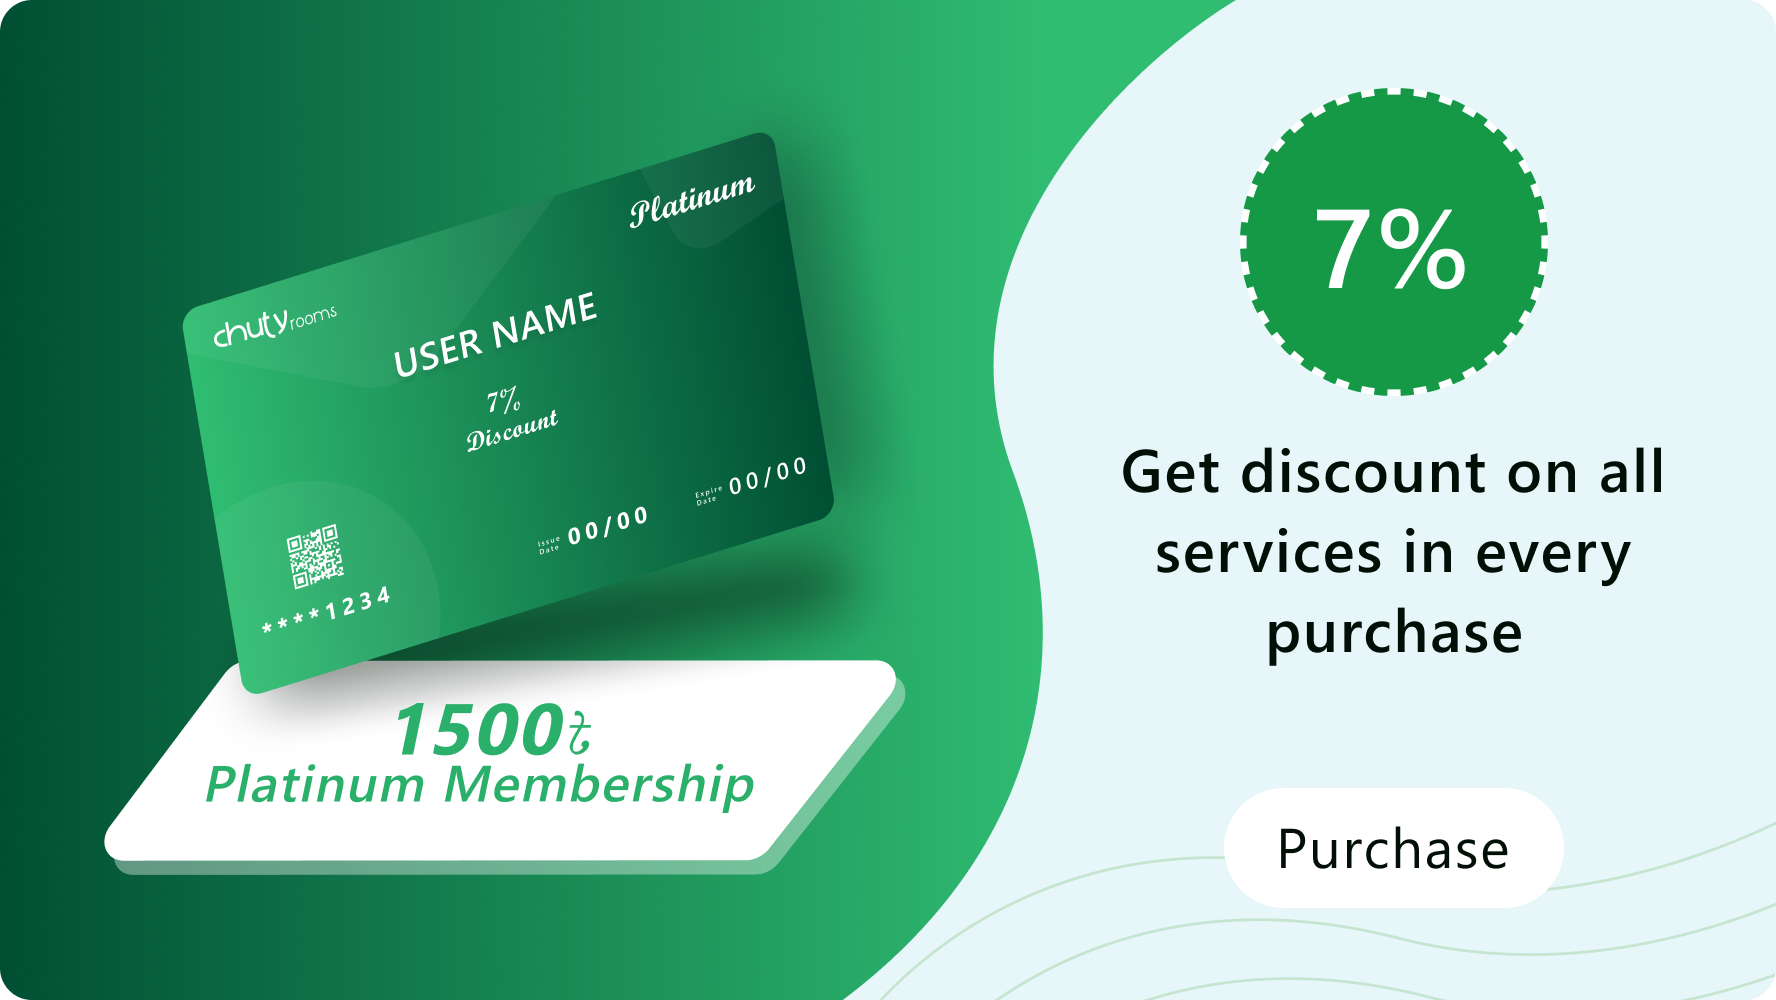 chutyrooms
Platinum
USER NAME
7%
Discount
****1234
Issue
Date
00/00
Expire
Date
00/00
1500৳
Platinum Membership
7%
Get discount on all
services in every
purchase
Purchase